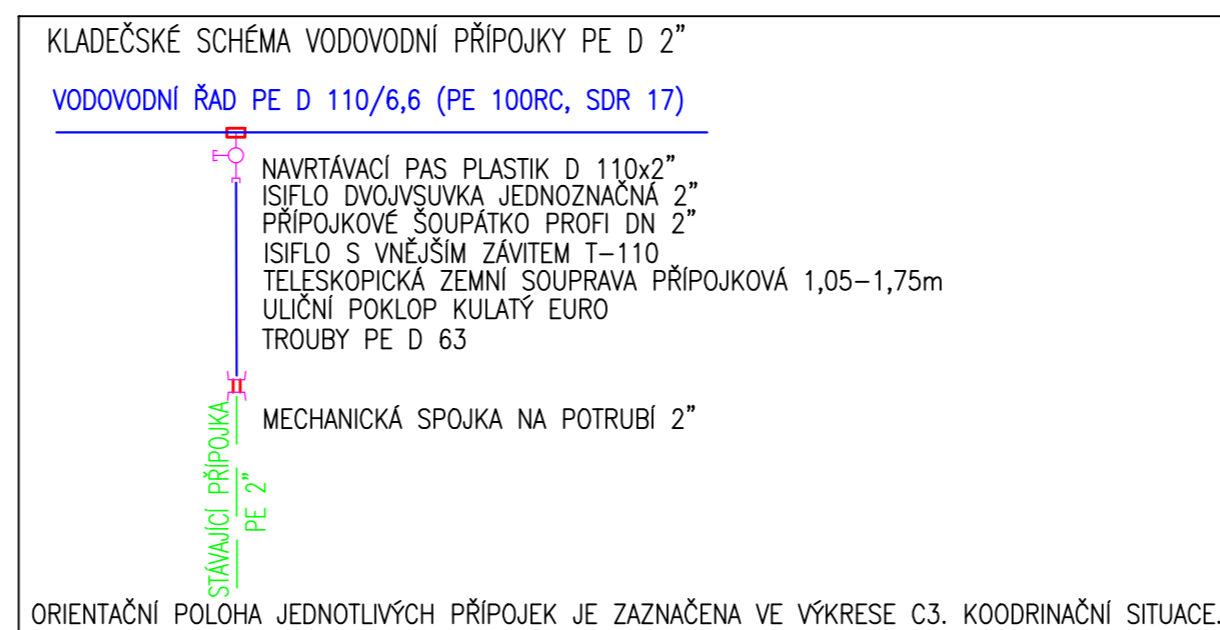 KLADEČSKÉ SCHÉMA VODOVODNÍ PŘÍPOJKY PE D 2"
VODOVODNÍ ŘAD PE D 110/6,6 (PE 100RC, SDR 17)
NAVRTÁVACÍ PAS PLASTIK D 110x2"
ISIFLO DVOJVSUVKA JEDNOZNAČNÁ 2"
PŘÍPOJKOVÉ ŠOUPÁTKO PROFI DN 2"
ISIFLO S VNĚJŠÍM ZÁVITEM T-110
TELESKOPICKÁ ZEMNÍ SOUPRAVA PŘÍPOJKOVÁ 1,05-1,75m
ULIČNÍ POKLOP KULATÝ EURO
TROUBY PE D 63
MECHANICKÁ SPOJKA NA POTRUBÍ 2"
STÁVAJÍCÍ PŘÍPOJKA
PE 2"
ORIENTAČNÍ POLOHA JEDNOTLIVÝCH PŘÍPOJEK JE ZAZNAČENA VE VÝKRESE C3. KOODRINAČNÍ SITUACE.